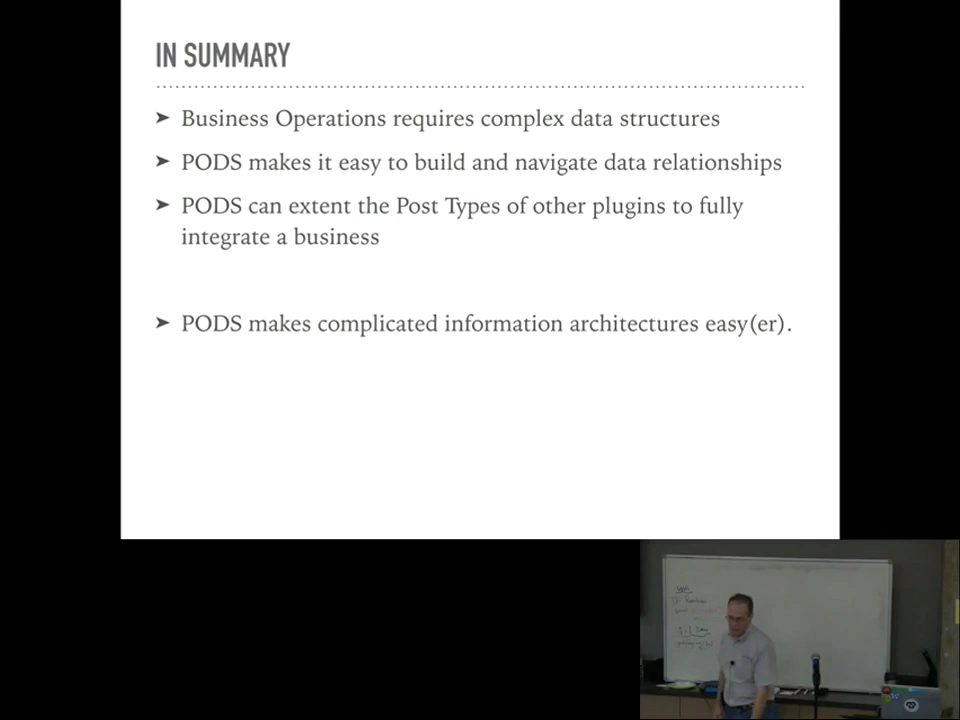 IN SUMMARY
➤ Business Operations requires complex data structures
➤ PODS makes it easy to build and navigate data relationships
➤ PODS can extent the Post Types of other plugins to fully
integrate a business
➤ PODS makes complicated information architectures easy(er).